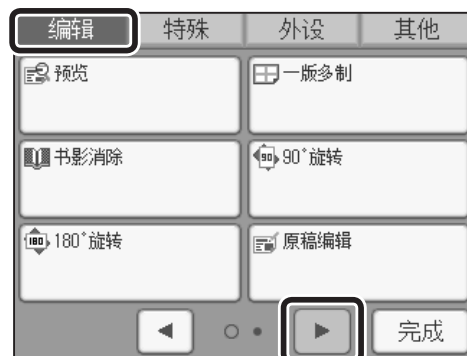 编辑 特殊 外设 其他
预览 一版多制
书影消除 90°旋转
180°旋转 原稿编辑
完成